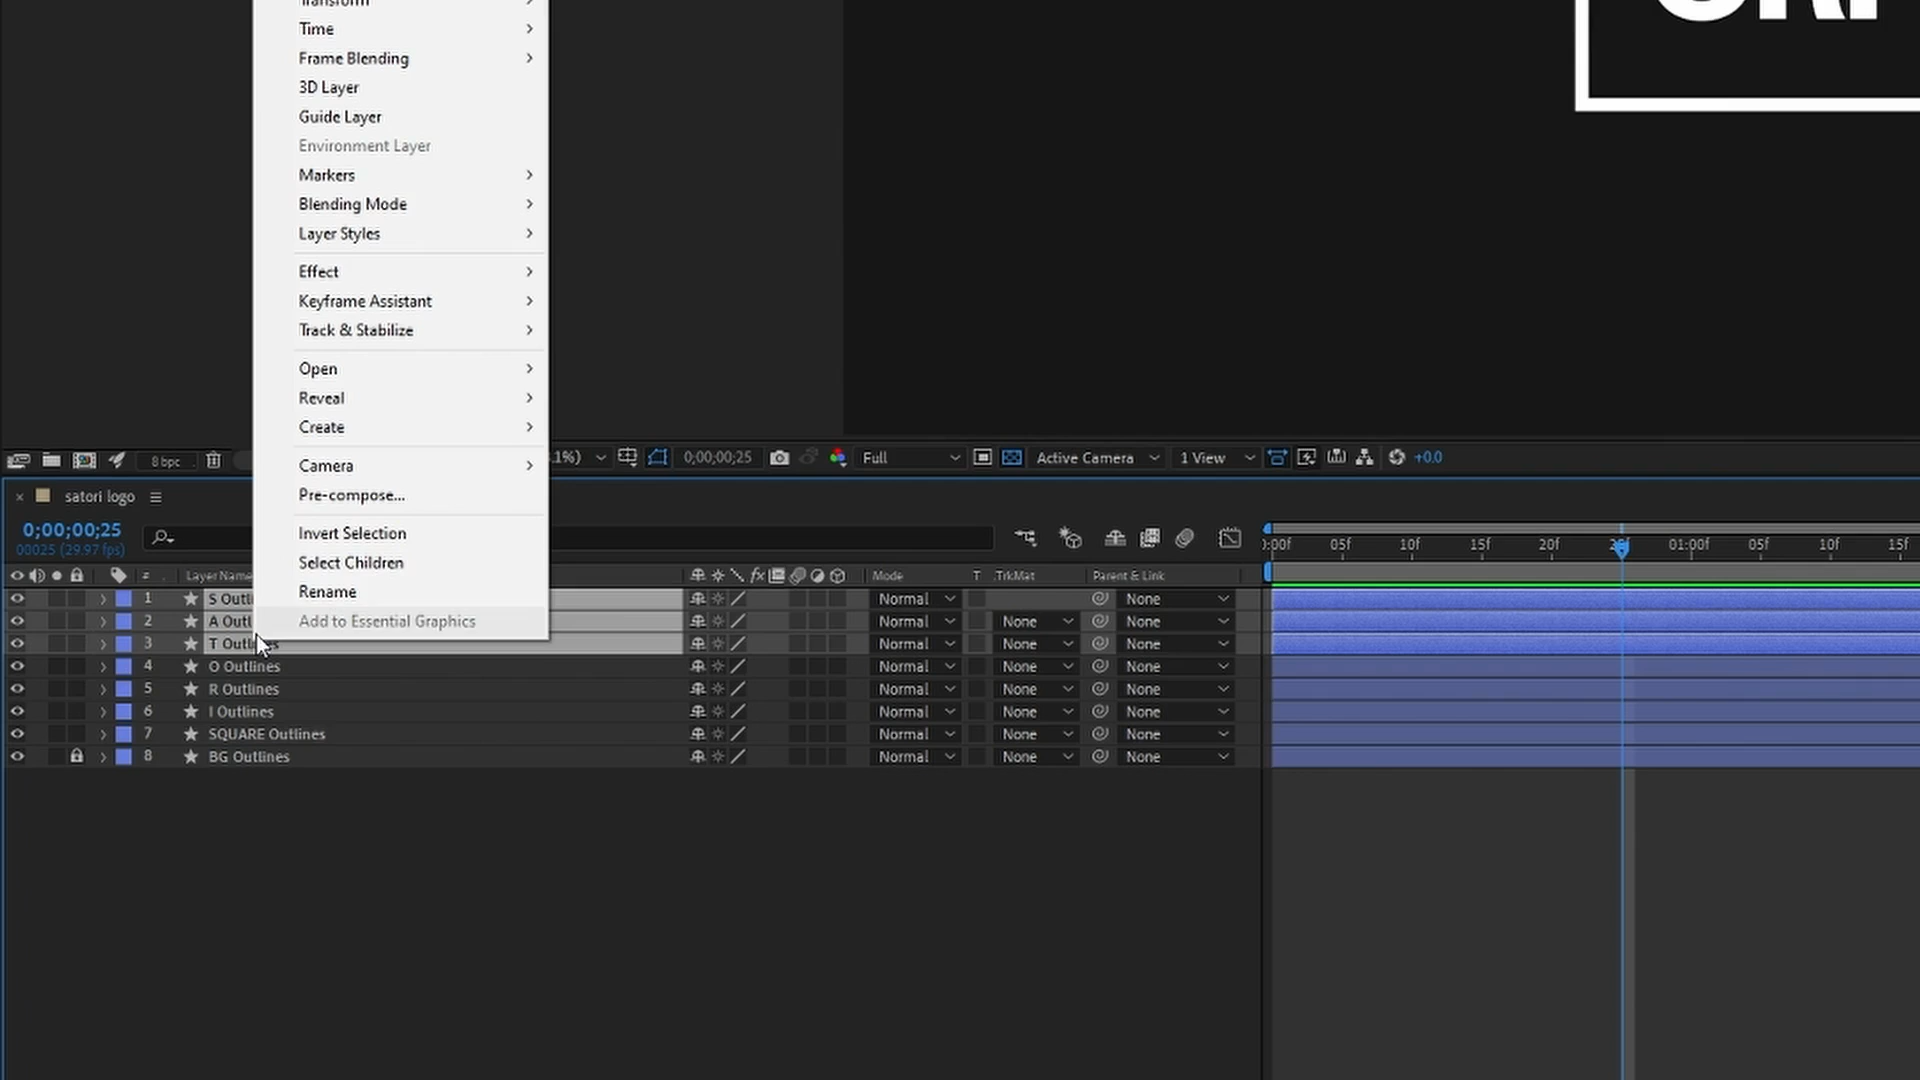 Transform
Time
Frame Blending
3D Layer
Guide Layer
Environment Layer
Markers
Blending Mode
Layer Styles
Effect
Keyframe Assistant
Track & Stabilize
Open
Reveal
Create
Camera
Pre-compose...
Invert Selection
Select Children
Rename
Add to Essential Graphics
8 bpc
.1%)
0;00;00;25
Full
Active Camera
1 View
+0.0
satori logo
0;00;00;25
00025 (29.97 fps)
:00f 05f 10f 15f 20f 01:00f 05f 10f 15f
# Layer Name fx Mode T .TrkMat Parent & Link
1 S Outli Normal None
2 A Outl Normal None None
3 T Outlines Normal None None
4 O Outlines Normal None None
5 R Outlines Normal None None
6 I Outlines Normal None None
7 SQUARE Outlines Normal None None
8 BG Outlines Normal None None